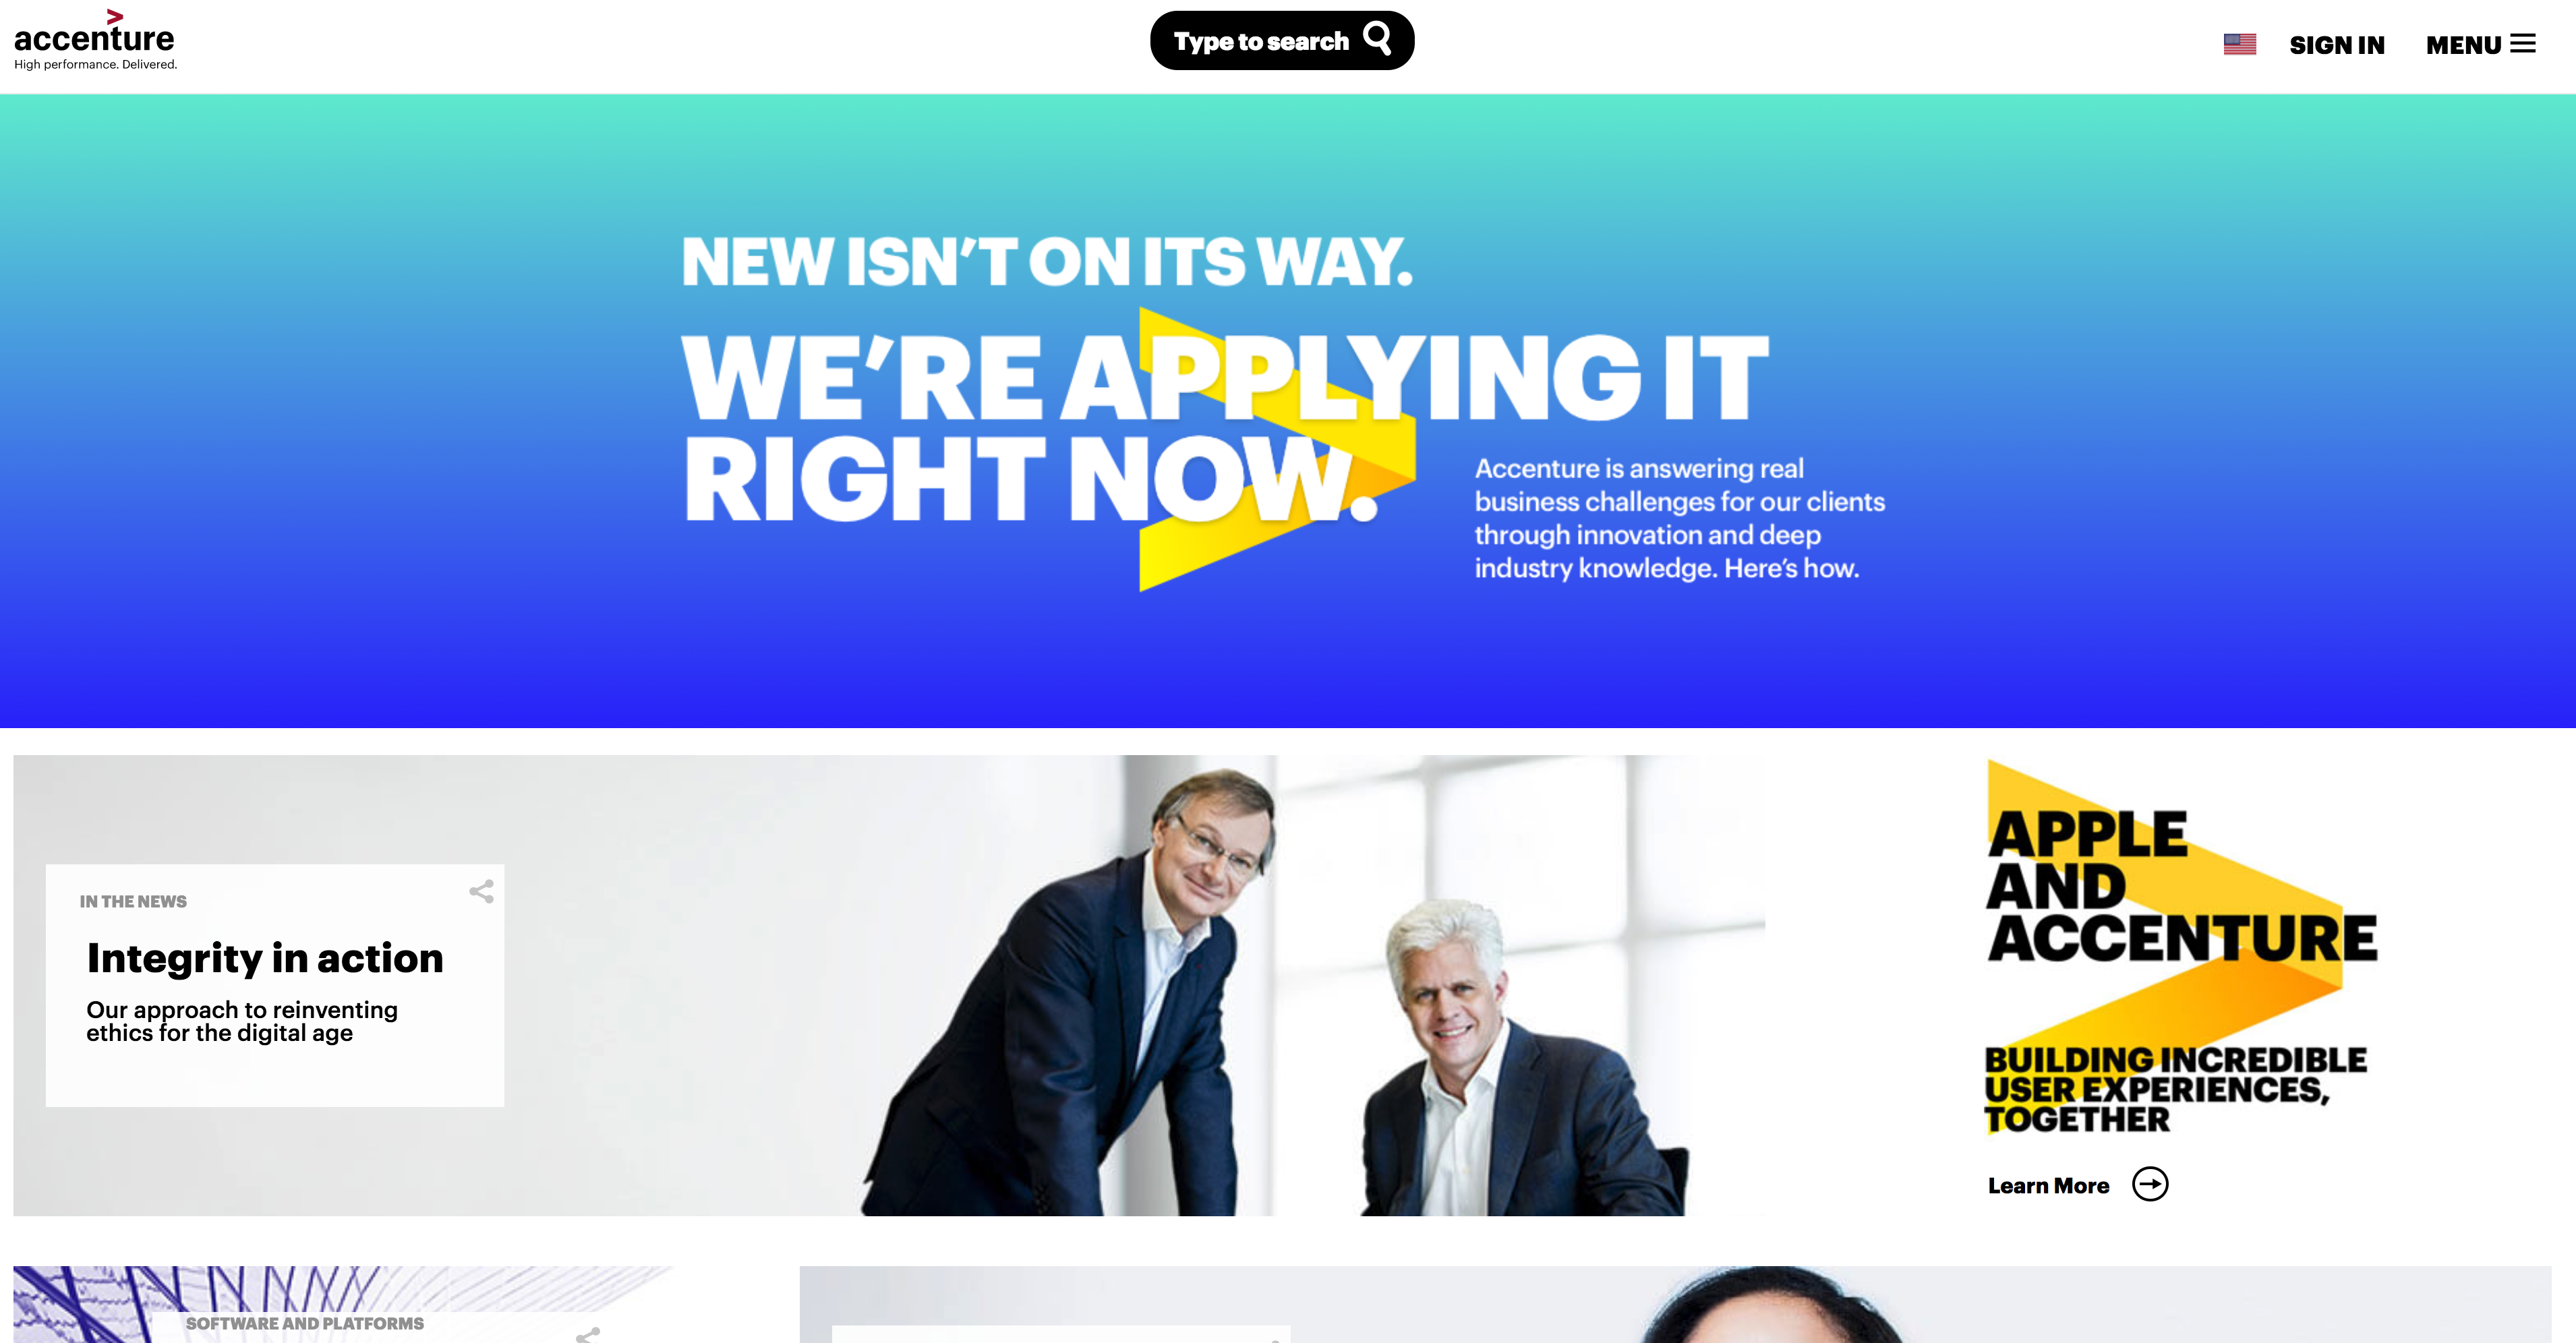 accenture
High performance. Delivered.
Type to search
SIGN IN
MENU
NEW ISN'T ON ITS WAY.
WE'RE APPLYING IT
RIGHT NOW.
Accenture is answering real
business challenges for our clients
through innovation and deep
industry knowledge. Here's how.
IN THE NEWS
Integrity in action
Our approach to reinventing
ethics for the digital age
APPLE
AND
ACCENTURE
BUILDING INCREDIBLE
USER EXPERIENCES,
TOGETHER
Learn More
SOFTWARE AND PLATFORMS